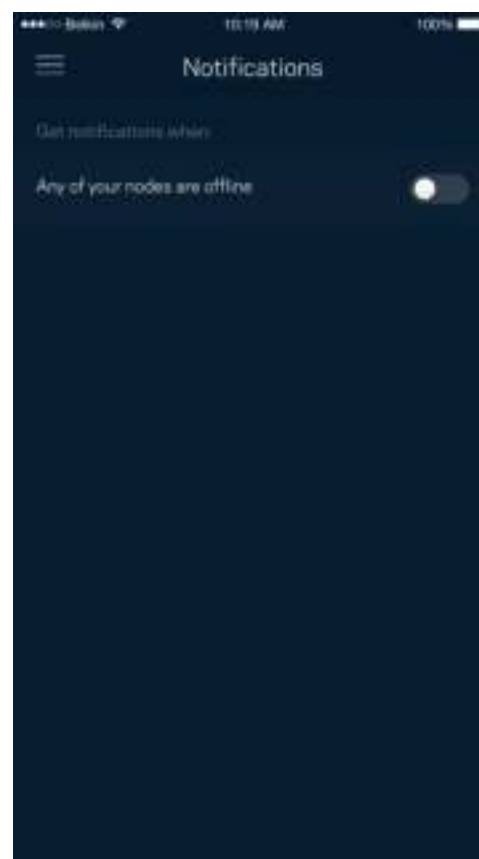 Belkin 10:19 AM 100%
Notifications
Get notifications when
Any of your nodes are offline